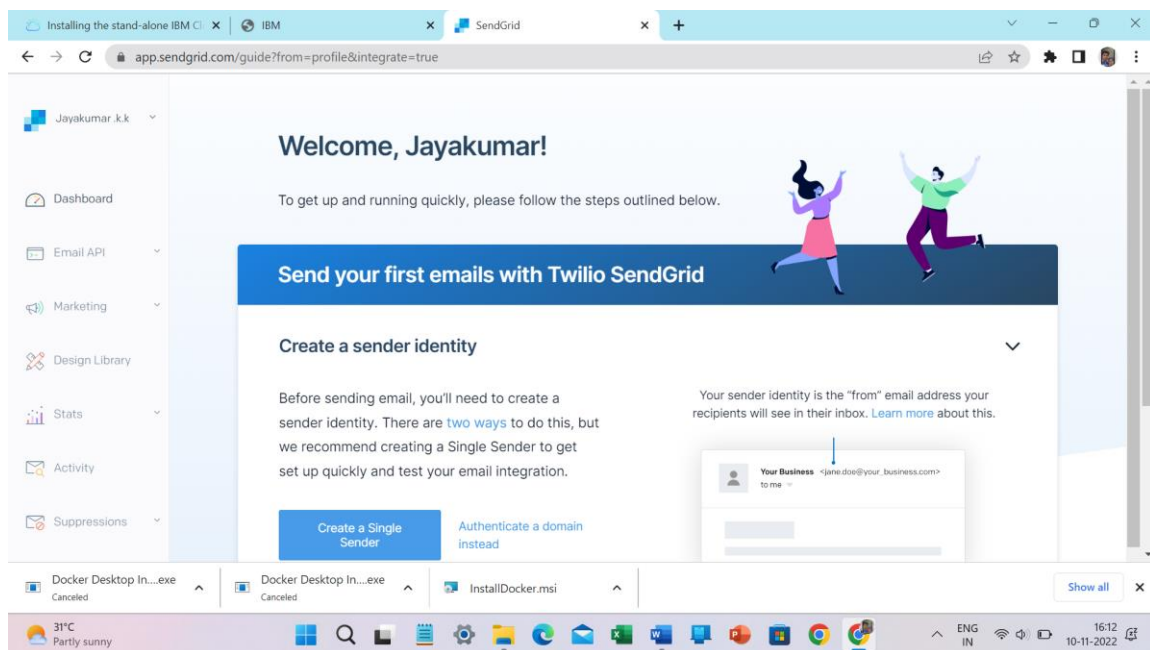 Installing the stand-alone IBM Cl
IBM
SendGrid
app.sendgrid.com/guide?from=profile&integrate=true
Jayakumar .k.k
Dashboard
Email API
Marketing
Design Library
Stats
Activity
Suppressions
Welcome, Jayakumar!
To get up and running quickly, please follow the steps outlined below.
Send your first emails with Twilio SendGrid
Create a sender identity
Before sending email, you'll need to create a
sender identity. There are two ways to do this, but
we recommend creating a Single Sender to get
set up quickly and test your email integration.
Create a Single
Sender
Authenticate a domain
instead
Your sender identity is the "from" email address your
recipients will see in their inbox. Learn more about this.
Your Business <jane.doe@your_business.com>
to me
Docker Desktop In....exe
Canceled
Docker Desktop In....exe
Canceled
InstallDocker.msi
Show all
31°C
Partly sunny
ENG
IN
16:12
10-11-2022